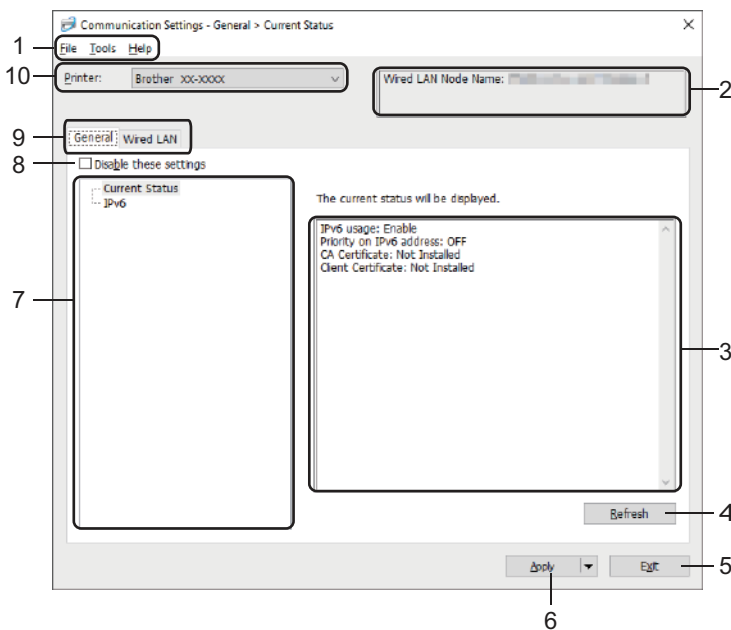 Communication Settings - General > Current Status
1
File Tools Help
10
Printer: Brother XX-XXXX
Wired LAN Node Name:
2
9
General Wired LAN
8
Disable these settings
Current Status
IPv6
The current status will be displayed.
IPv6 usage: Enable
Priority on IPv6 address: OFF
CA Certificate: Not Installed
Client Certificate: Not Installed
7
3
Refresh
4
Apply
Exit
5
6